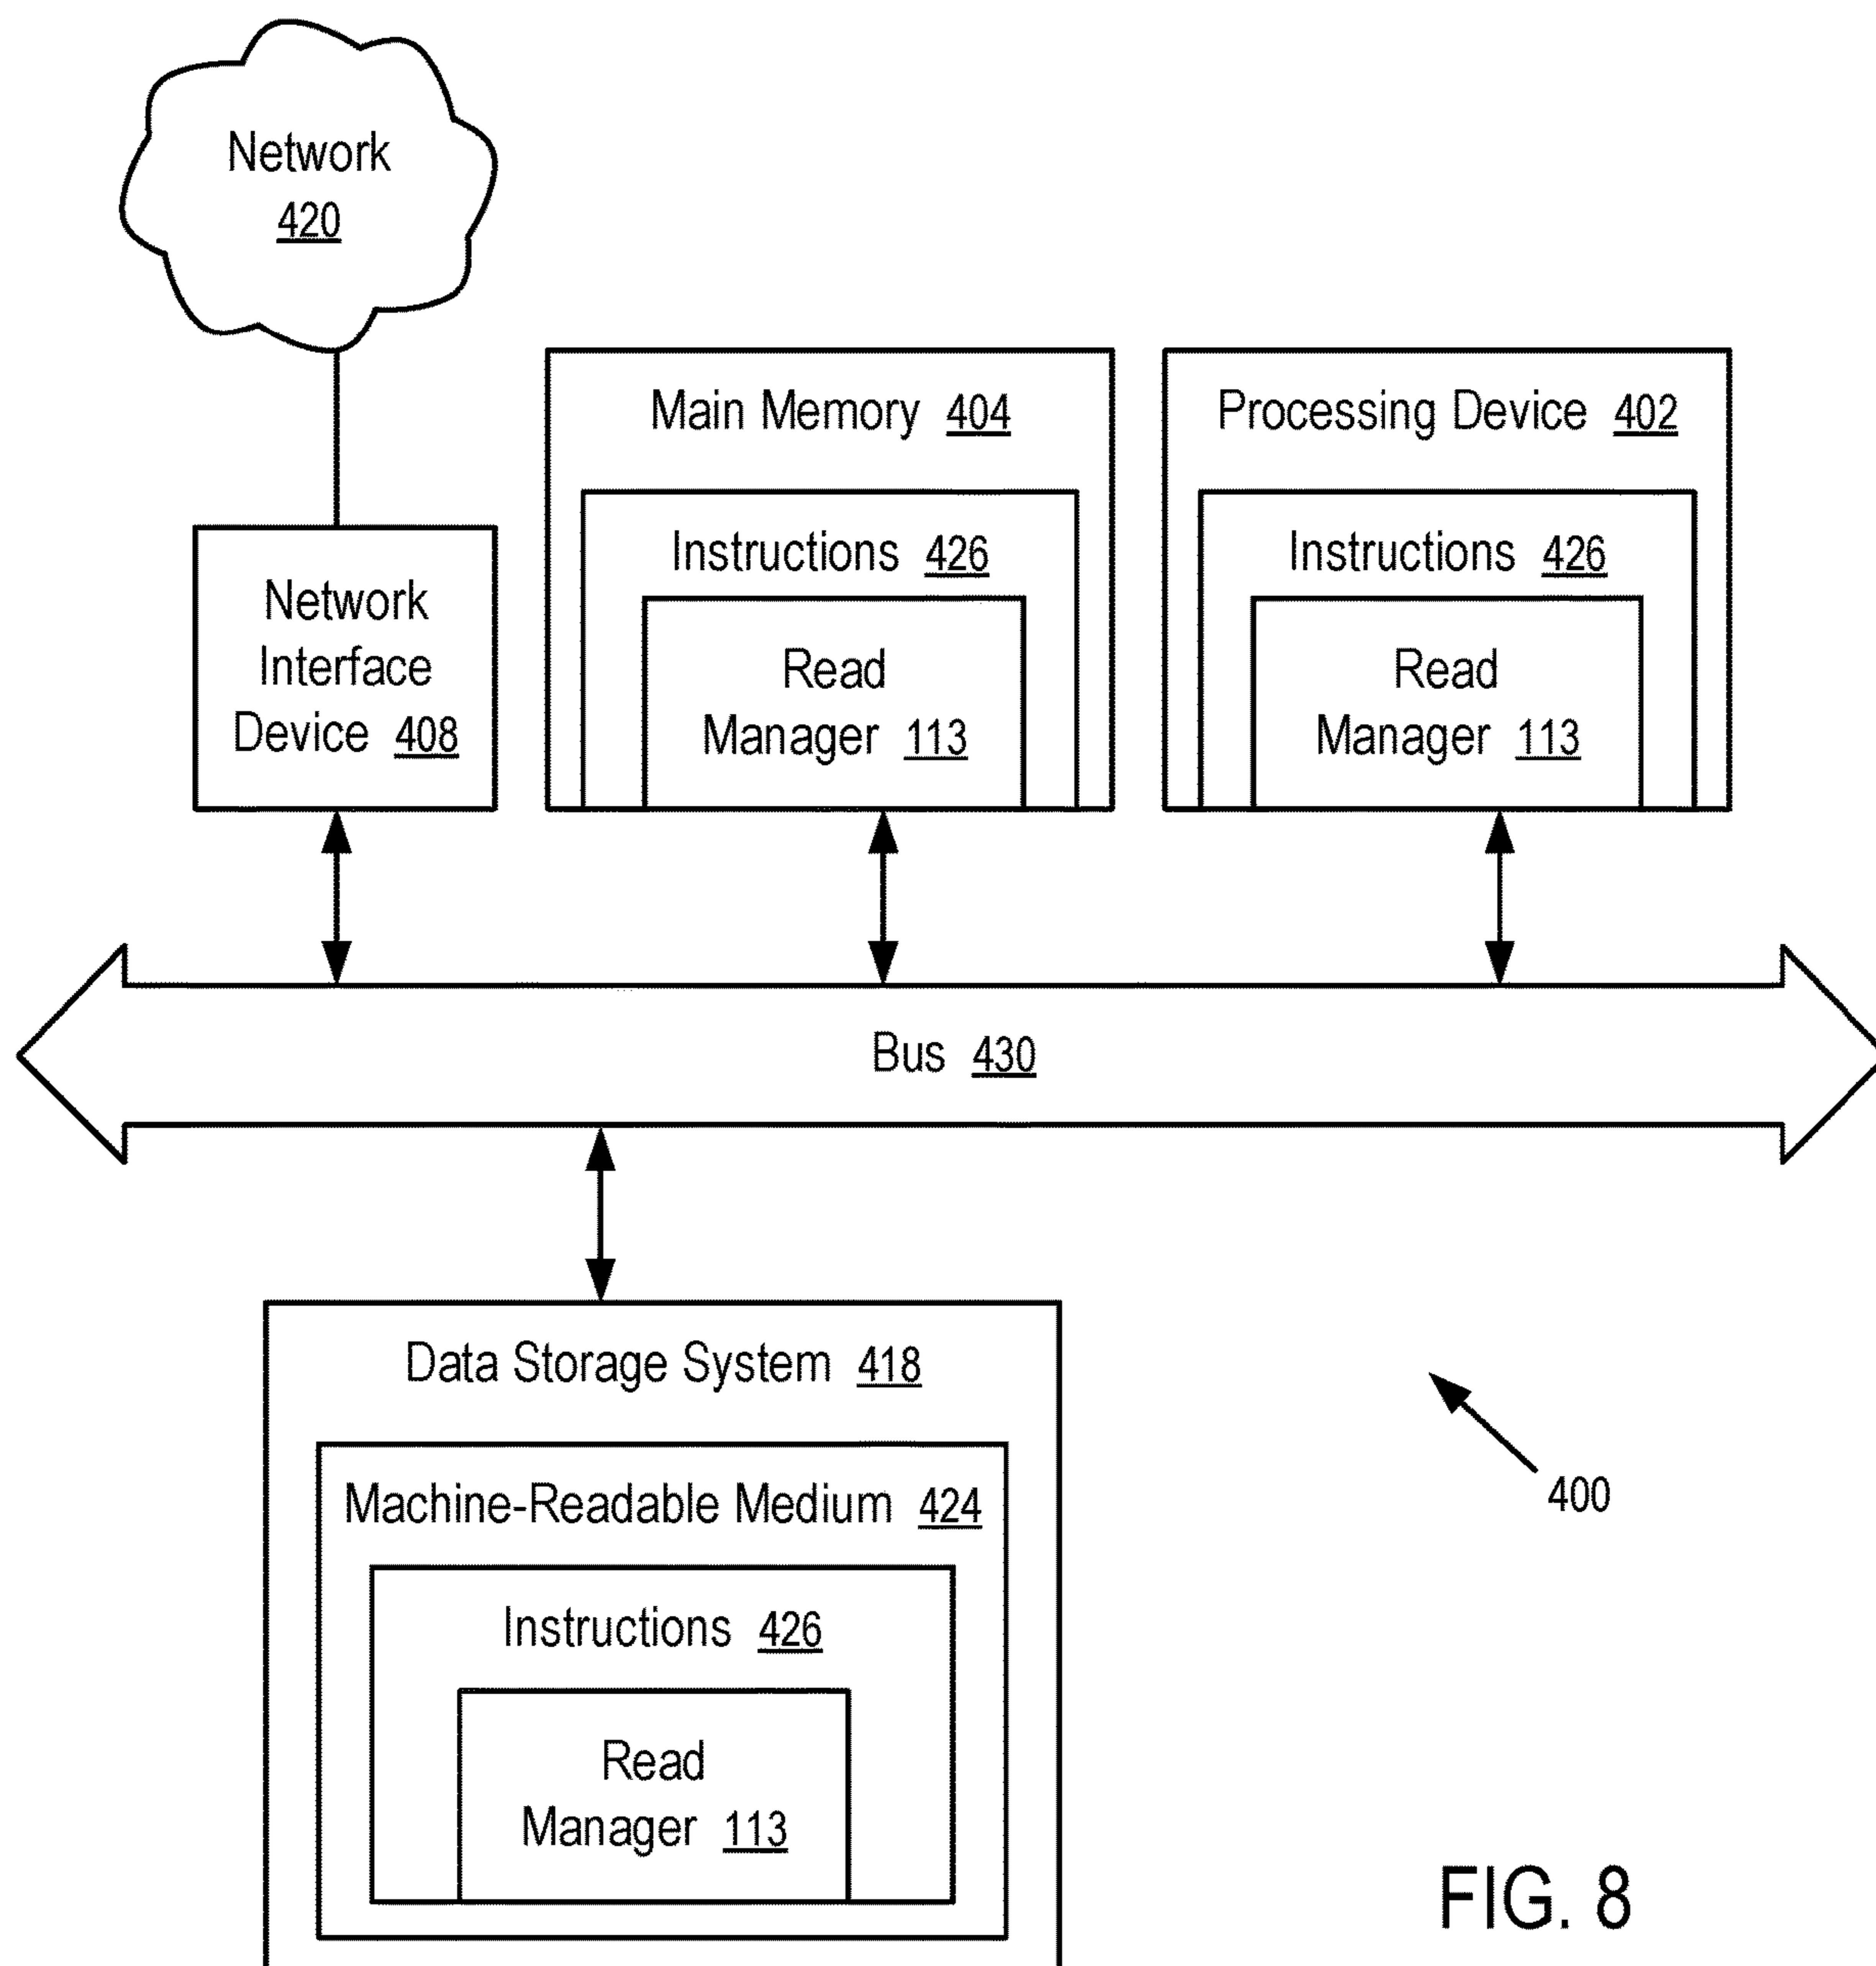 Network
420
Main Memory 404
Processing Device 402
Instructions 426
Instructions 426
Network
Interface
Device 408
Read
Manager 113
Read
Manager 113
Bus 430
Data Storage System 418
Machine-Readable Medium 424
Instructions 426
Read
Manager 113
400
FIG. 8